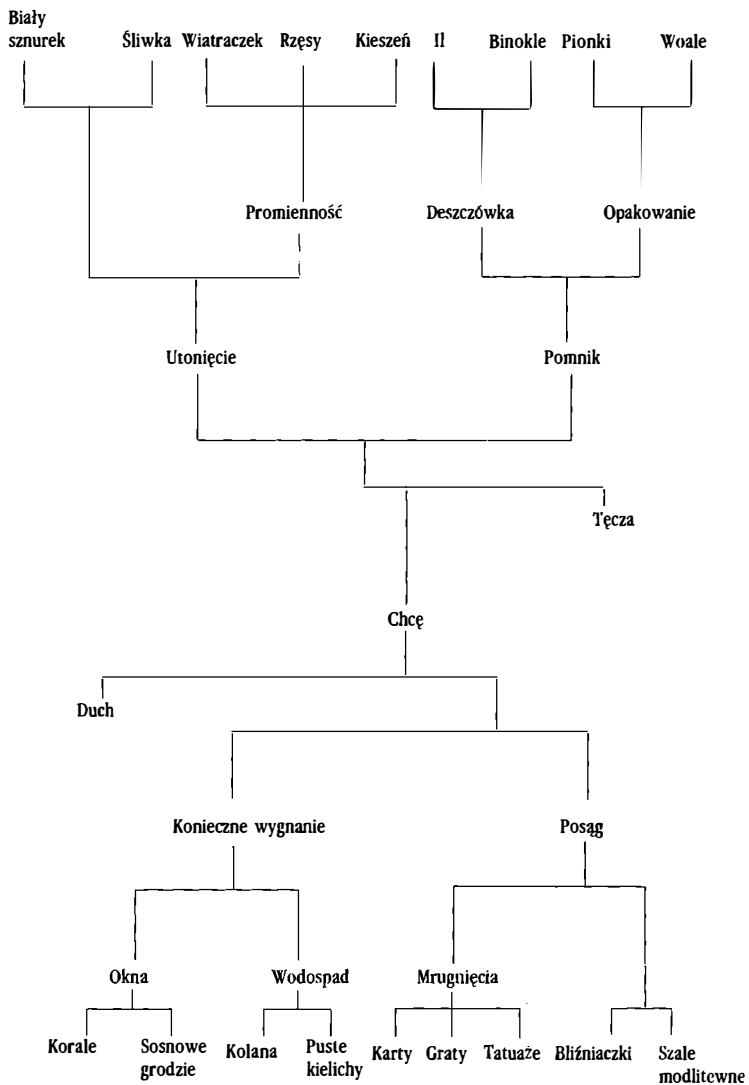 Biały
sznurek Śliwka Wiatraczek Rzęsy Kieszeń Il Binokle Pionki Woale
Promienność Deszczówka Opakowanie
Utonięcie Pomnik
Tęcza
Chcę
Duch
Konieczne wygnanie Posąg
Okna Wodospad Mrugnięcia
Korale Sosnowe
grodzie Kolana Puste
kielichy Karty Graty Tatuaże Bliźniaczki Szale
modlitewne